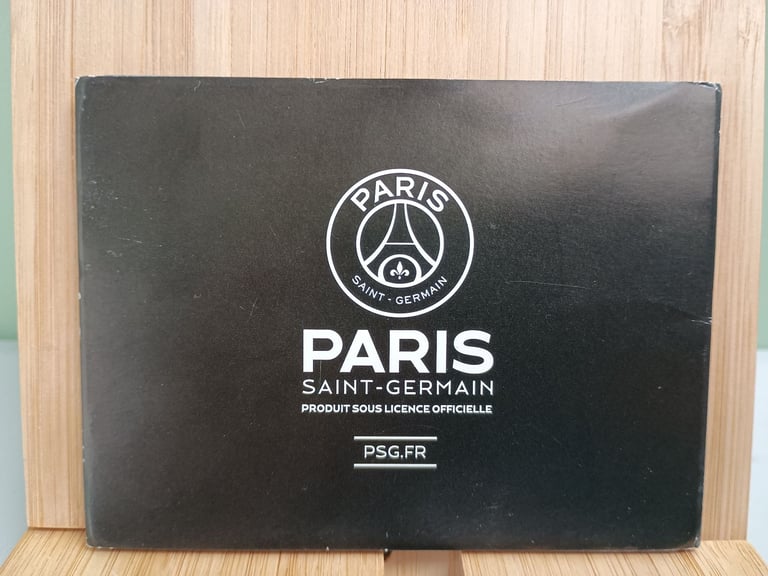 PARIS
SAINT-GERMAIN
PARIS
SAINT-GERMAIN
PRODUIT SOUS LICENCE OFFICIELLE
PSG.FR